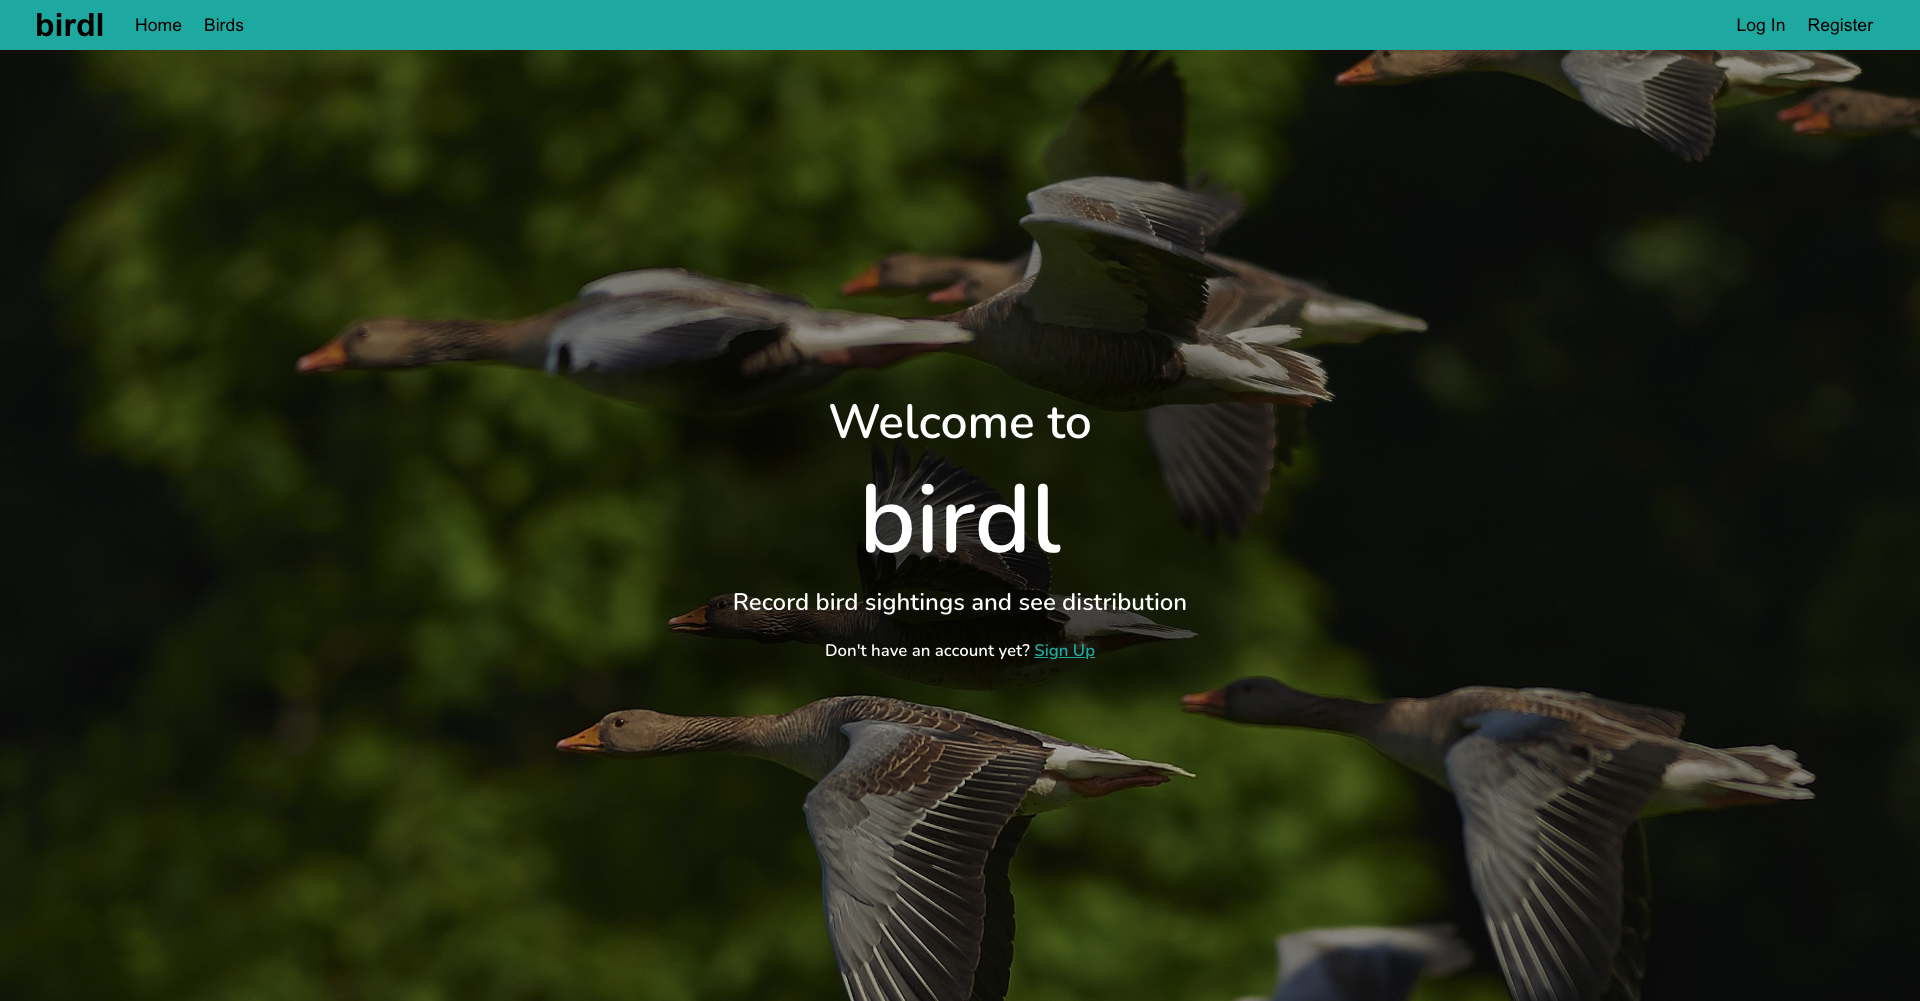 birdl Home Birds Log In Register
Welcome to
birdl
Record bird sightings and see distribution
Don't have an account yet? Sign Up